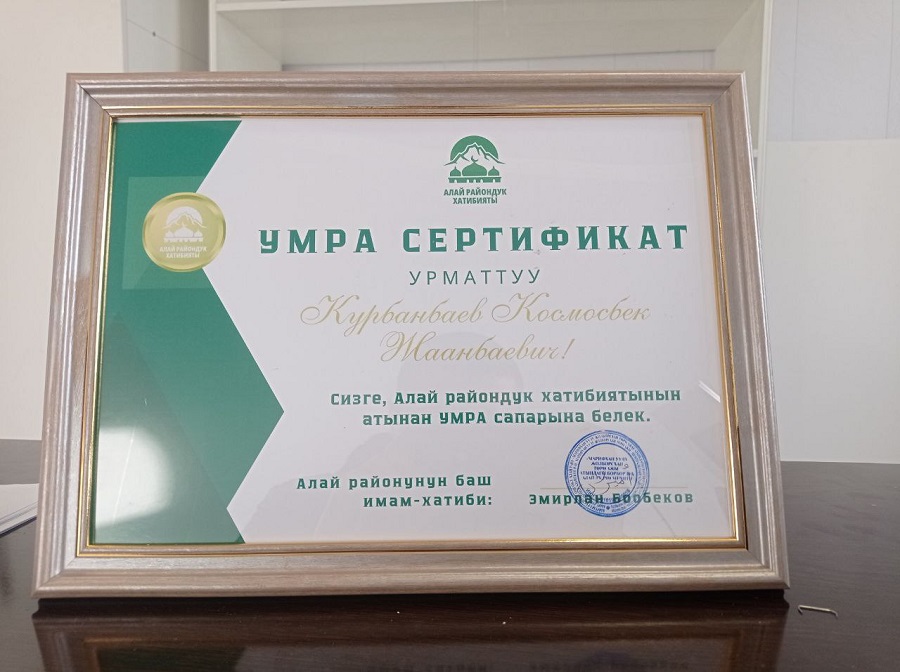 АЛАЙ РАЙОНДУК
ХАТИБИЯТЫ
АЛАЙ РАЙОНДУК
ХАТИБИЯТЫ
УМРА СЕРТИФИКАТ
УРМАТТУУ
Курбанбаев Космосбек
Жаанбаевич!
Сизге, Алай райондук хатибиятынын
атынан УМРА сапарына белек.
Алай районунун баш
имам-хатиби:
Эмирлан Бообеков